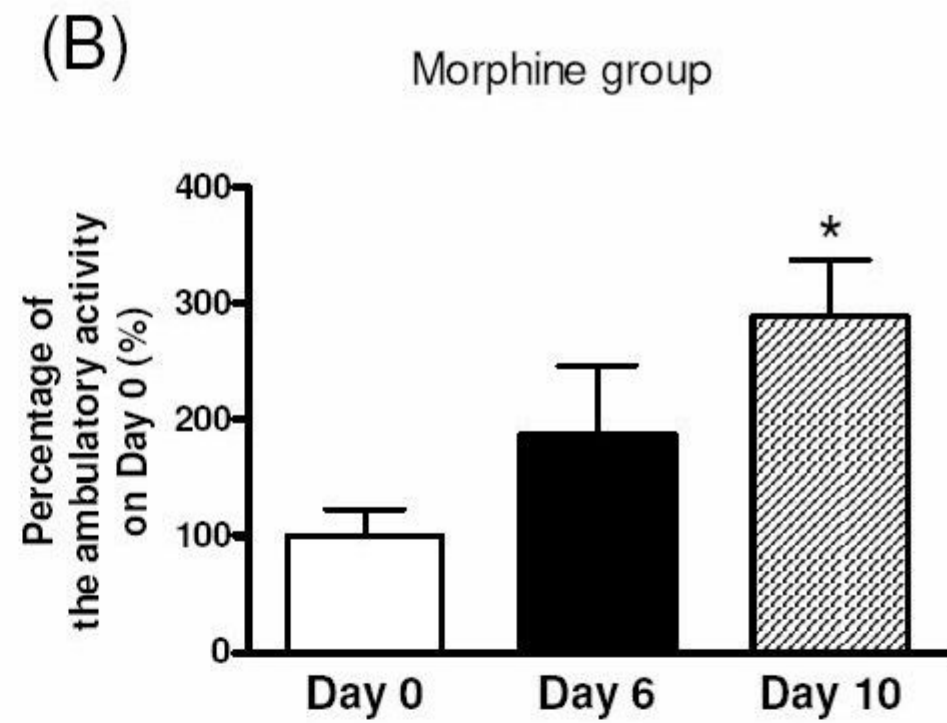 (B)
Morphine group
Percentage of
the ambulatory activity
on Day 0 (%)
400
300
200
100
0
*
Day 0 Day 6 Day 10